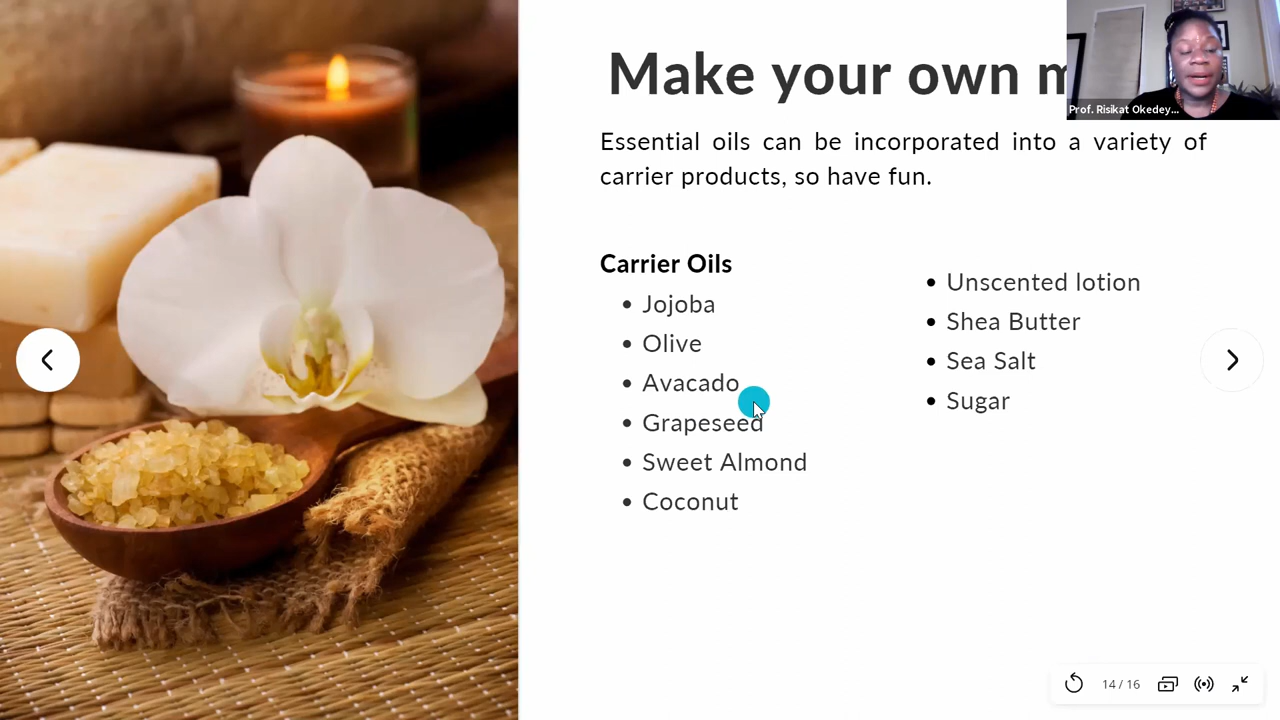 Make your own m
Prof. Risikat Okedey...
Essential oils can be incorporated into a variety of
carrier products, so have fun.
Carrier Oils
• Jojoba
• Olive
• Avacado
• Grapeseed
• Sweet Almond
• Coconut
• Unscented lotion
• Shea Butter
• Sea Salt
• Sugar
14 / 16